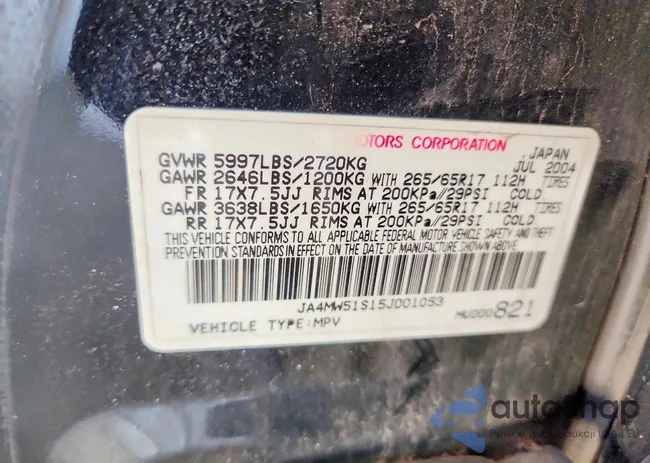 OTORS CORPORATION , JAPAN
GVWR 5997LBS/2720KG JUL 2004
GAWR 2646LBS/1200KG WITH 265/65R17 112H TIRES
FR 17X7.5JJ RIMS AT 200KPa/29PSI COLD
GAWR 3638LBS/1650KG WITH 265/65R17 112H TIRES
RR 17X7.5JJ RIMS AT 200KPa/29PSI COLD
THIS VEHICLE CONFORMS TO ALL APPLICABLE FEDERAL MOTOR VEHICLE SAFETY AND THEFT
PREVENTION STANDARDS IN EFFECT ON THE DATE OF MANUFACTURE SHOWN ABOVE.
JA4MW51S15J001053
VEHICLE TYPE:MPV MU000821
autoshop